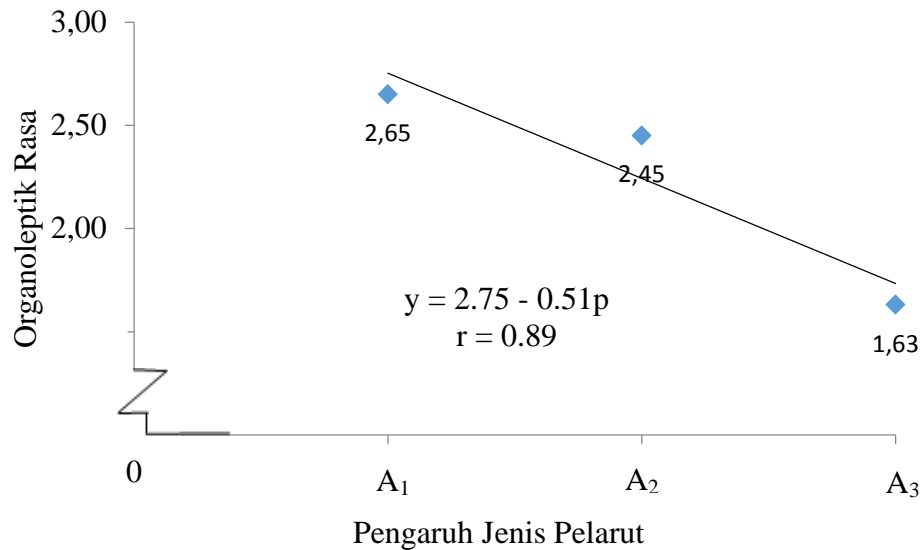 3,00
2,50
2,00
Organoleptik Rasa
2,65
2,45
1,63
y = 2.75 - 0.51p
r = 0.89
0
A₁
A₂
A₃
Pengaruh Jenis Pelarut